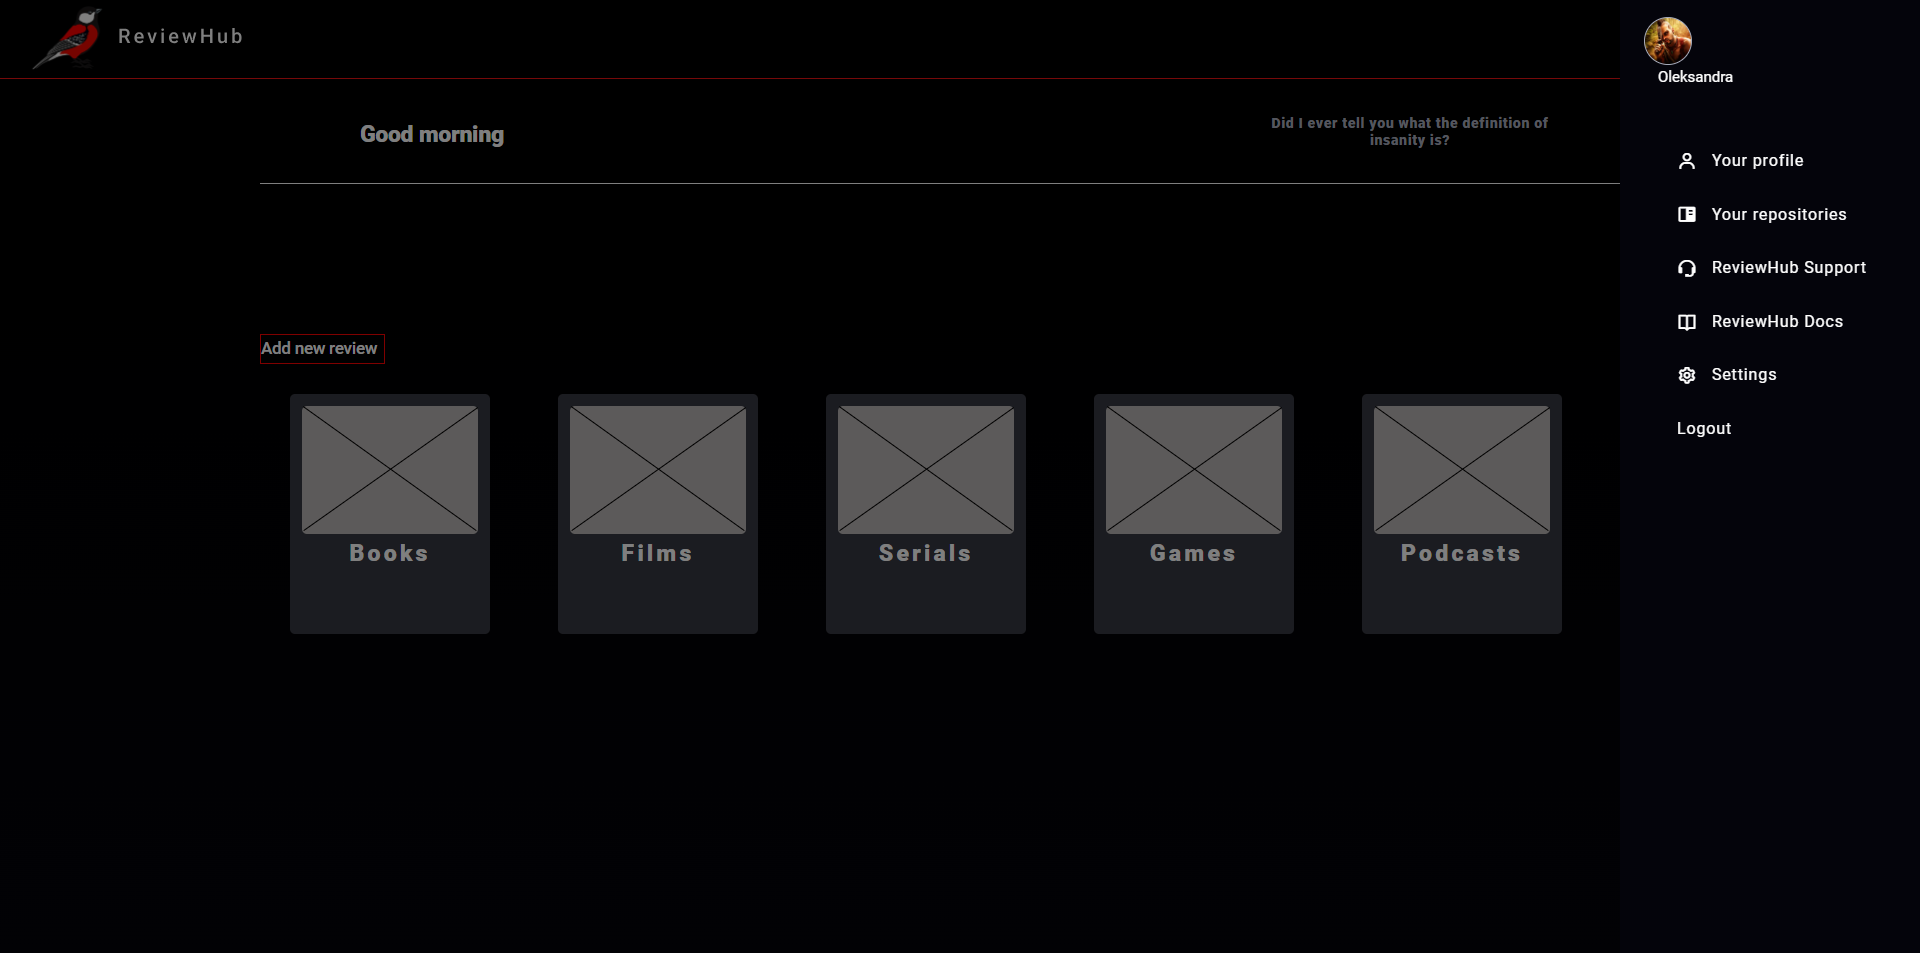 ReviewHub
Oleksandra
Good morning
Did I ever tell you what the definition of
insanity is?
Your profile
Your repositories
ReviewHub Support
ReviewHub Docs
Settings
Logout
Add new review
Books
Films
Serials
Games
Podcasts